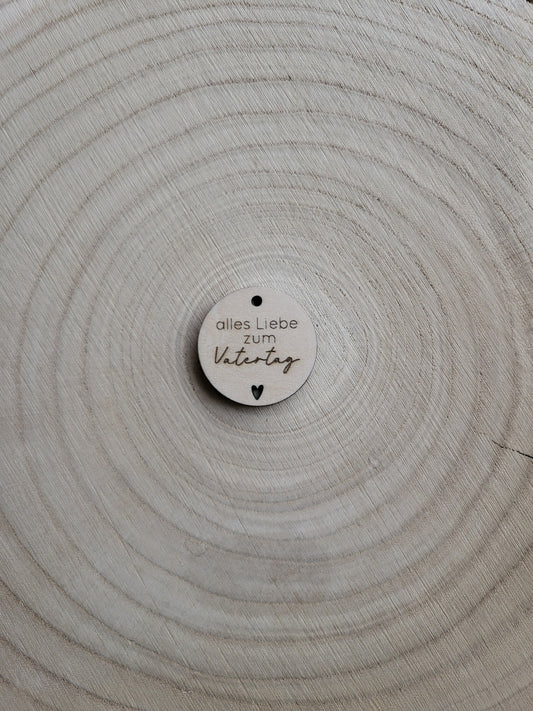 alles Liebe
zum
Vatertag